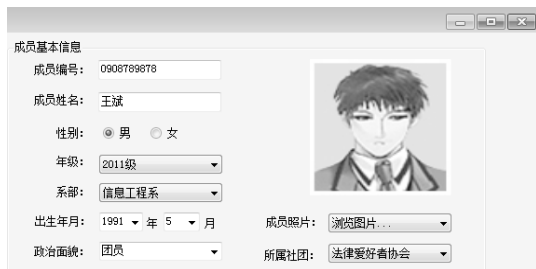 成员基本信息
成员编号： 0908789878
成员姓名： 王斌
性别： 男 女
年级： 2011级
系部： 信息工程系
出生年月： 1991 年 5 月 成员照片： 浏览图片...
政治面貌： 团员 所属社团： 法律爱好者协会